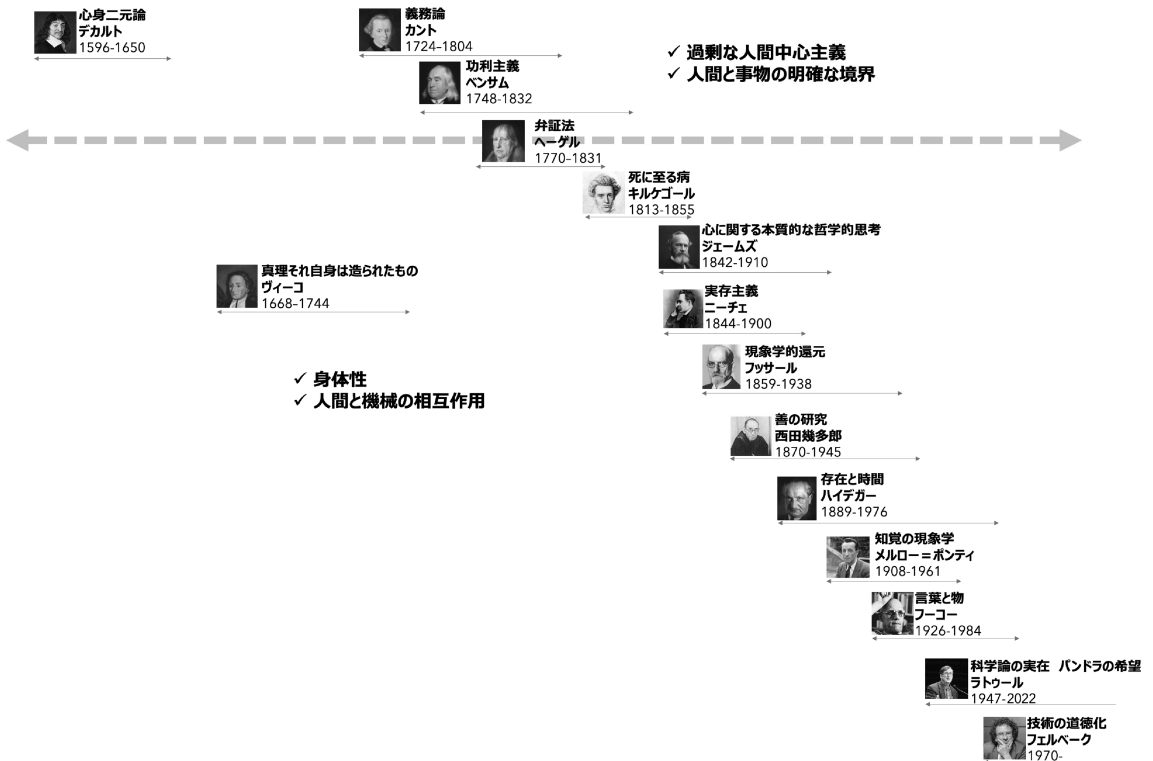 心身二元論
デカルト
1596-1650
義務論
カント
1724-1804
✓ 過剰な人間中心主義
✓ 人間と事物の明確な境界
功利主義
ベンサム
1748-1832
弁証法
ヘーゲル
1770-1831
死に至る病
キルケゴール
1813-1855
心に関する本質的な哲学的思考
ジェームズ
1842-1910
真理それ自身は造られたもの
ヴィーコ
1668-1744
実存主義
ニーチェ
1844-1900
現象学的還元
フッサール
1859-1938
✓ 身体性
✓ 人間と機械の相互作用
善の研究
西田幾多郎
1870-1945
存在と時間
ハイデガー
1889-1976
知覚の現象学
メルロー＝ポンティ
1908-1961
言葉と物
フーコー
1926-1984
科学論の実在　パンドラの希望
ラトゥール
1947-2022
技術の道徳化
フェルベーク
1970-